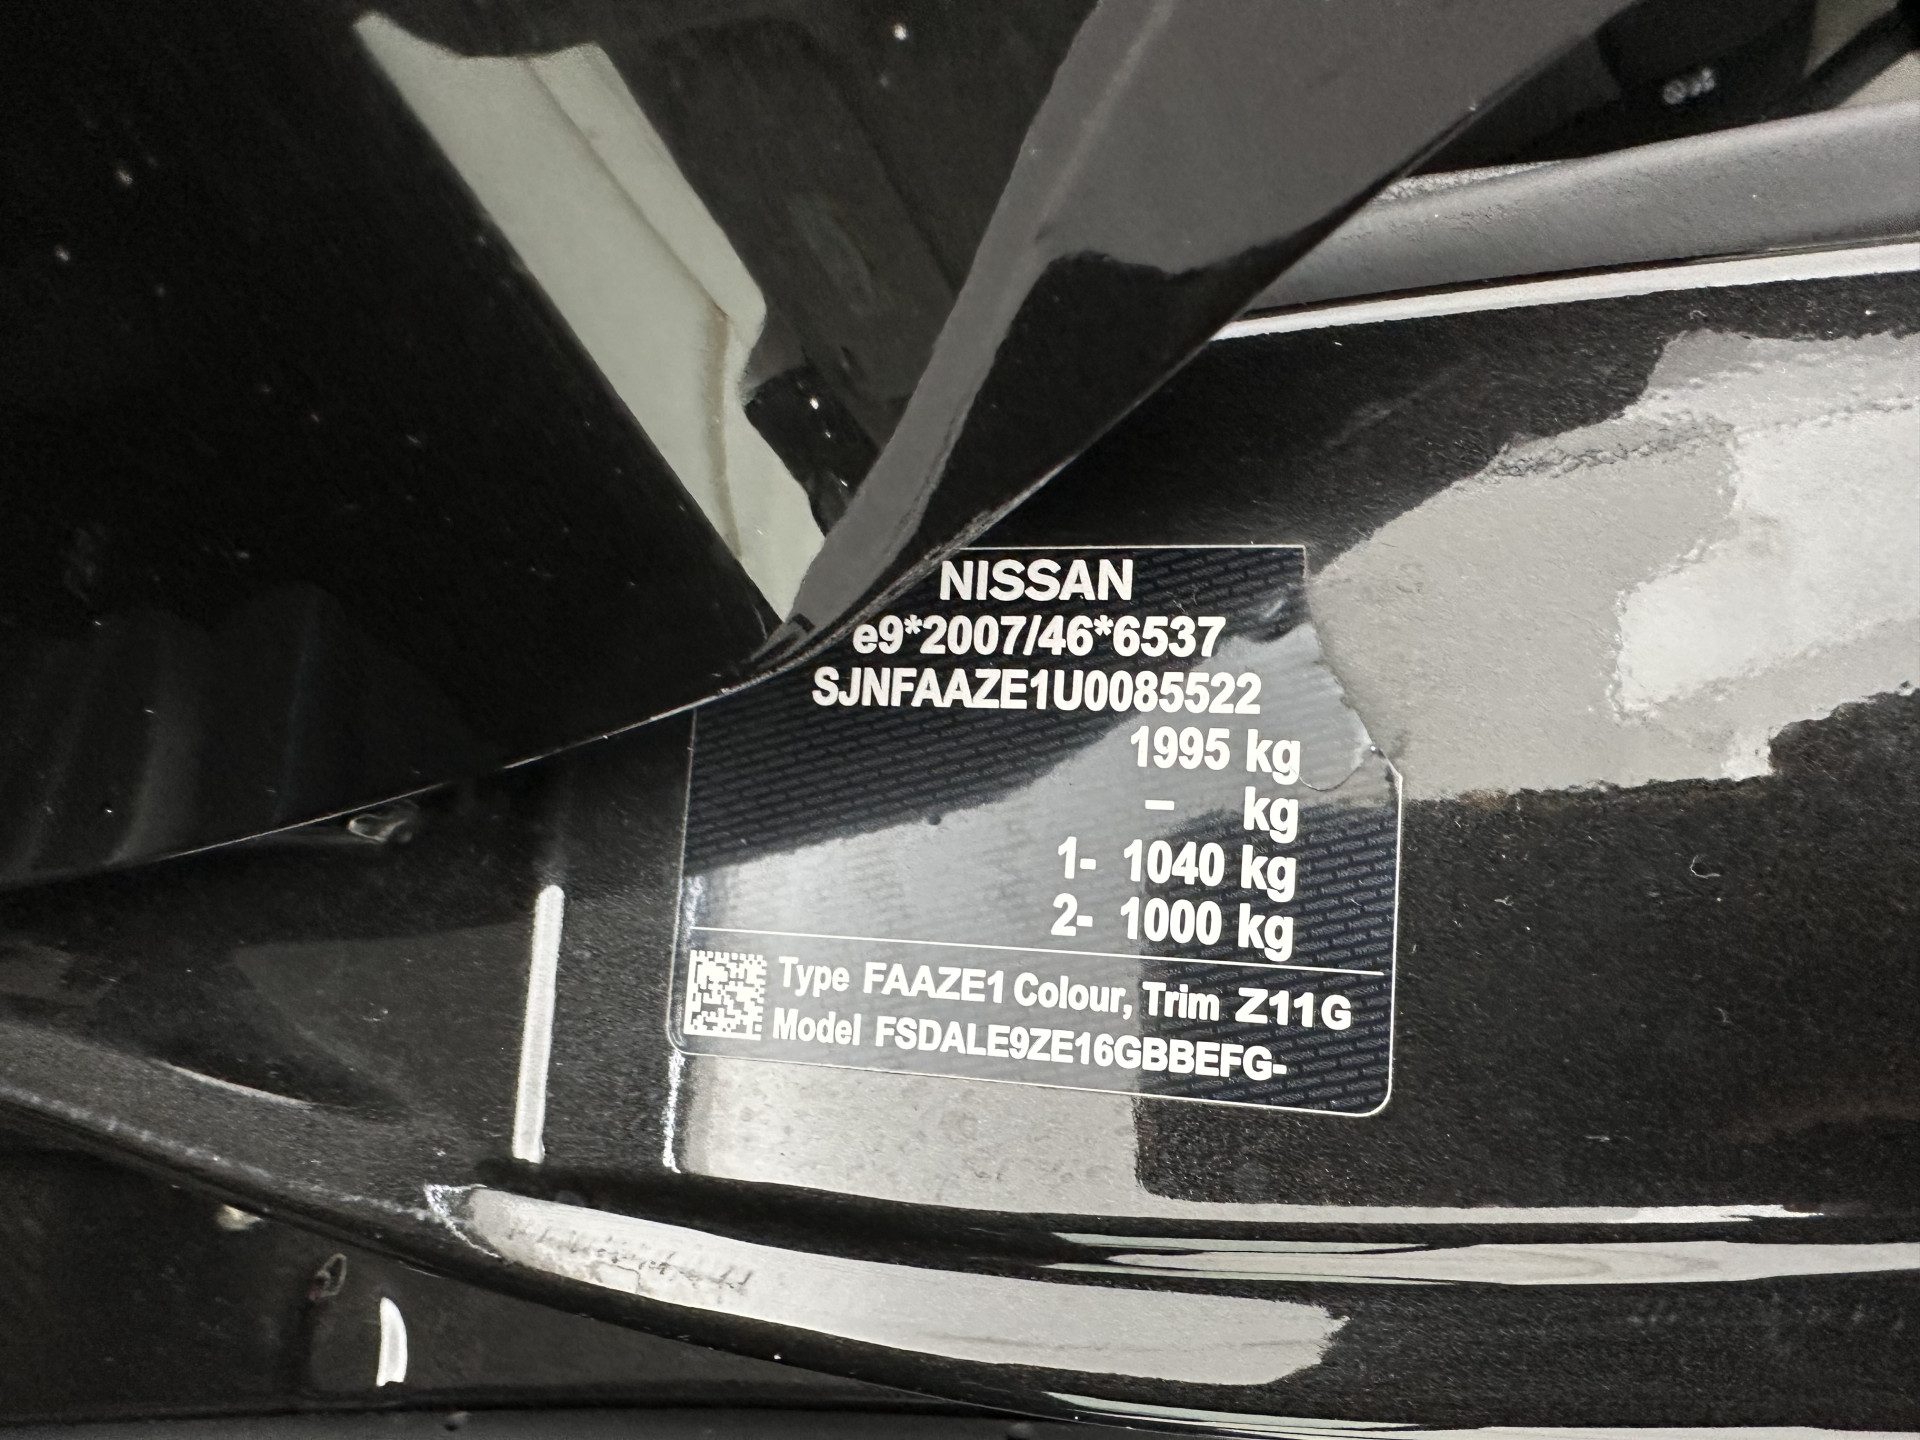 NISSAN
e9*2007/46*6537
SJNFAAZE1U0085522
1995 kg
– kg
1- 1040 kg
2- 1000 kg
Type FAAZE1 Colour, Trim Z11G
Model FSDALE9ZE16GBBEFG-